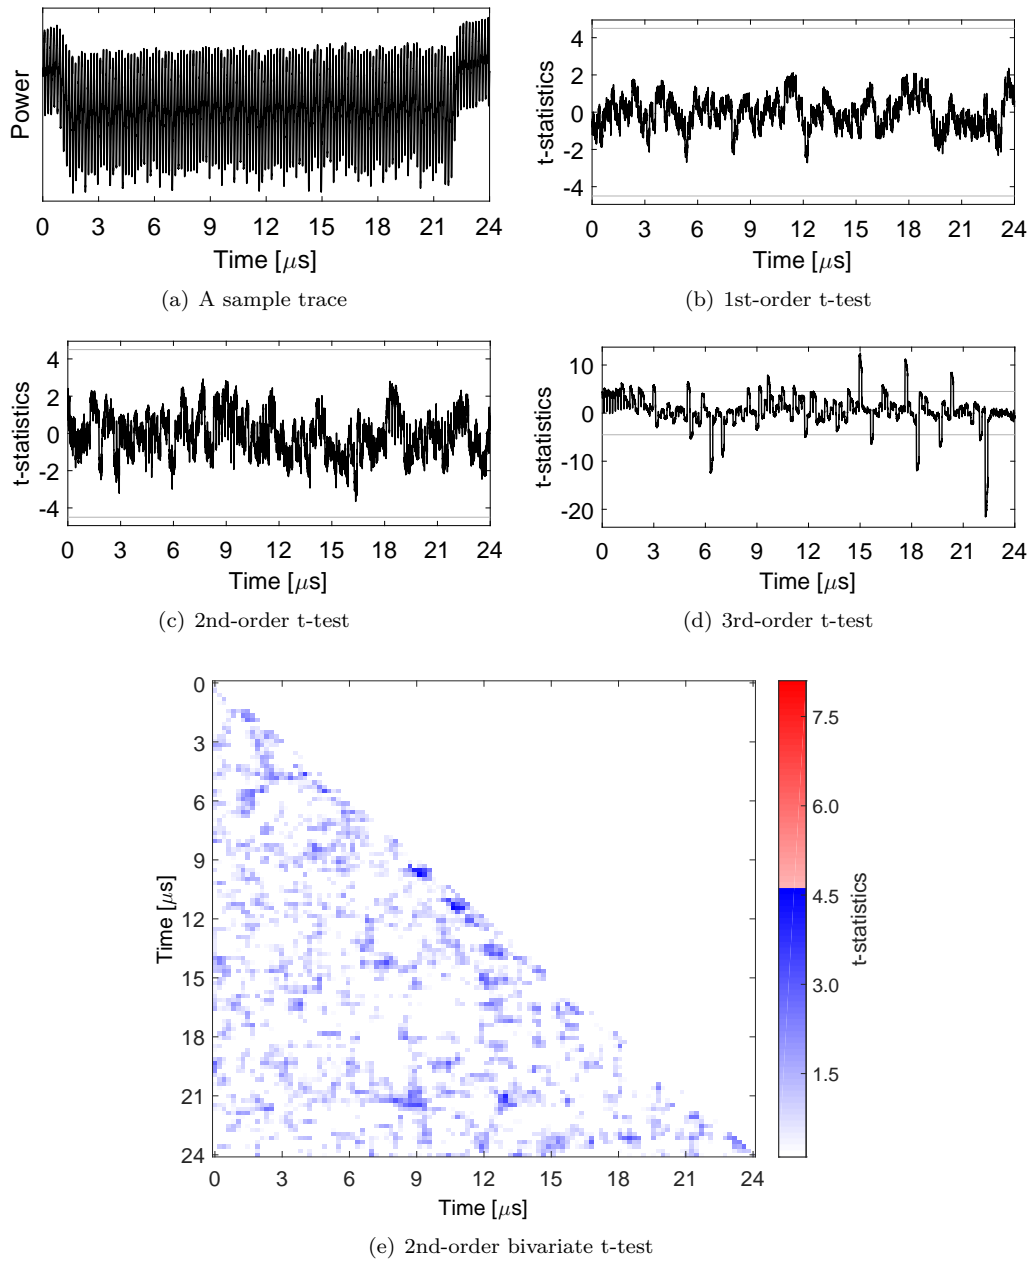 Power
0 3 6 9 12 15 18 21 24
Time [μs]
(a) A sample trace
t-statistics
4
2
0
-2
-4
0 3 6 9 12 15 18 21 24
Time [μs]
(b) 1st-order t-test
t-statistics
4
2
0
-2
-4
0 3 6 9 12 15 18 21 24
Time [μs]
(c) 2nd-order t-test
t-statistics
10
0
-10
-20
0 3 6 9 12 15 18 21 24
Time [μs]
(d) 3rd-order t-test
Time [μs]
0
3
6
9
12
15
18
21
24
0 3 6 9 12 15 18 21 24
Time [μs]
7.5
6.0
4.5
3.0
1.5
t-statistics
(e) 2nd-order bivariate t-test